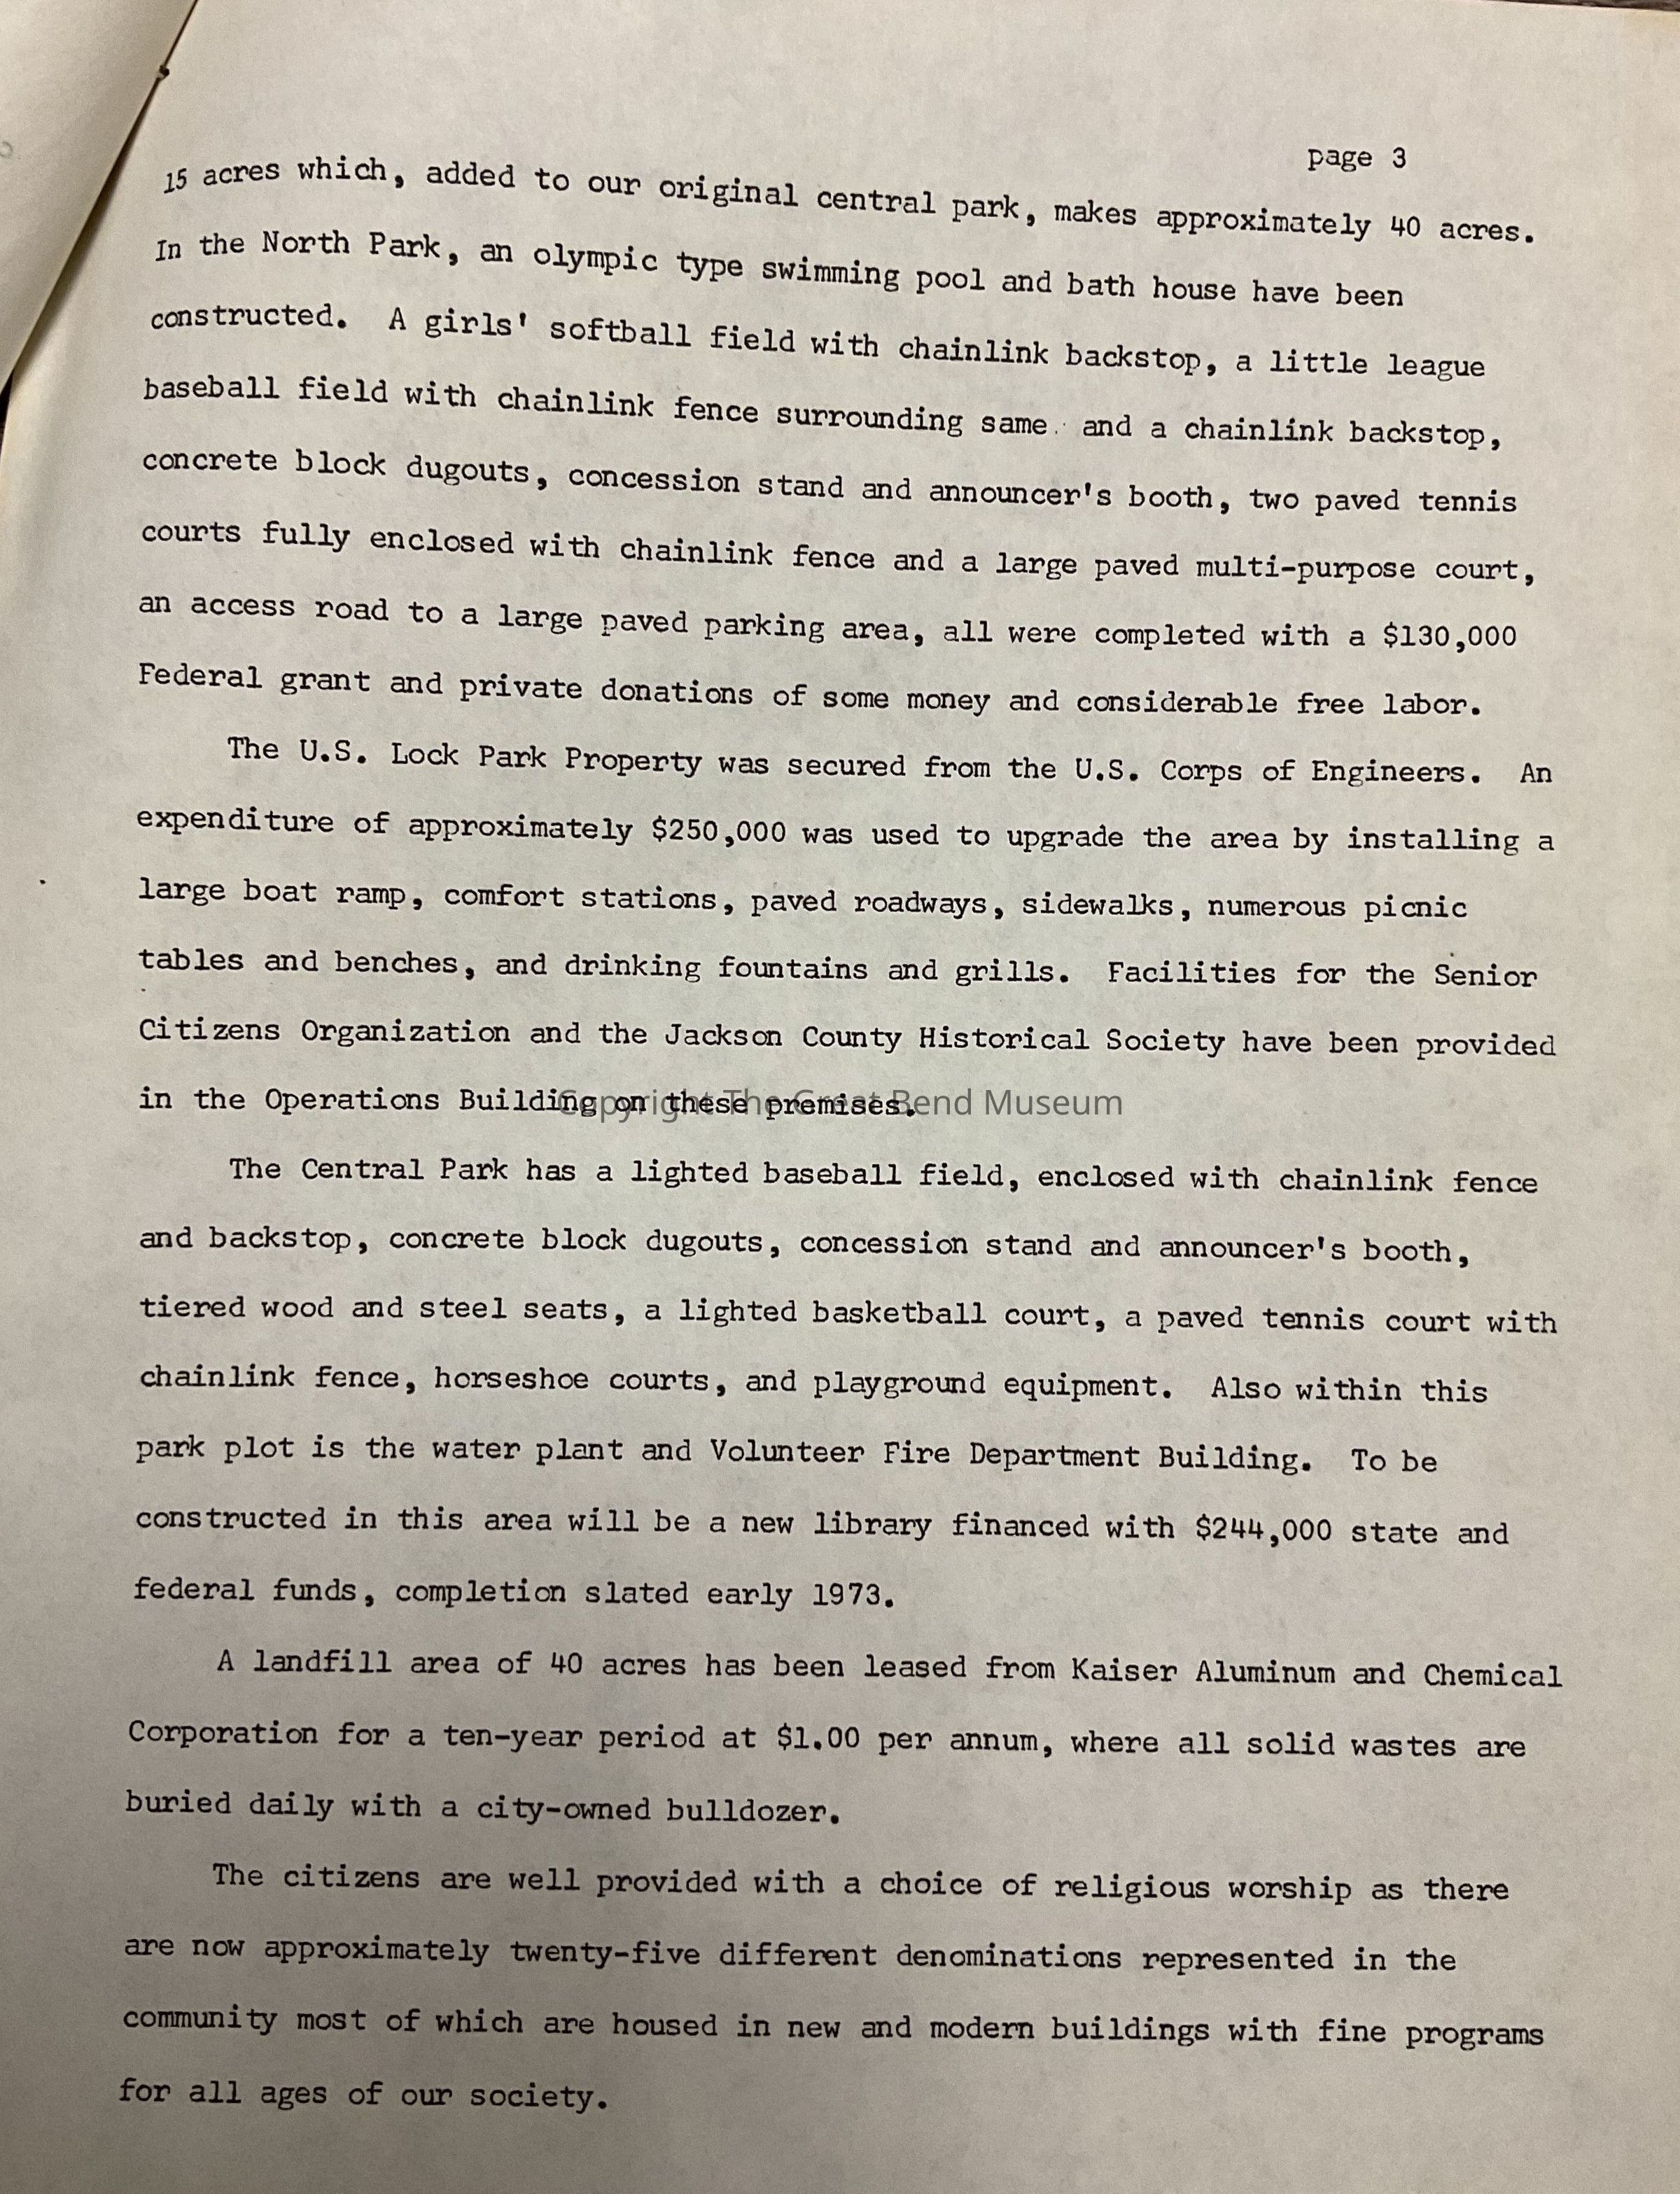 page 3
15 acres which, added to our original central park, makes approximately 40 acres.
In the North Park, an olympic type swimming pool and bath house have been
constructed. A girls' softball field with chainlink backstop, a little league
baseball field with chainlink fence surrounding same. and a chainlink backstop,
concrete block dugouts, concession stand and announcer's booth, two paved tennis
courts fully enclosed with chainlink fence and a large paved multi-purpose court,
an access road to a large paved parking area, all were completed with a $130,000
Federal grant and private donations of some money and considerable free labor.
The U.S. Lock Park Property was secured from the U.S. Corps of Engineers. An
expenditure of approximately $250,000 was used to upgrade the area by installing a
large boat ramp, comfort stations, paved roadways, sidewalks, numerous picnic
tables and benches, and drinking fountains and grills. Facilities for the Senior
Citizens Organization and the Jackson County Historical Society have been provided
in the Operations Building on these premises.
Copyright The Great Bend Museum
The Central Park has a lighted baseball field, enclosed with chainlink fence
and backstop, concrete block dugouts, concession stand and announcer's booth,
tiered wood and steel seats, a lighted basketball court, a paved tennis court with
chainlink fence, horseshoe courts, and playground equipment. Also within this
park plot is the water plant and Volunteer Fire Department Building. To be
constructed in this area will be a new library financed with $244,000 state and
federal funds, completion slated early 1973.
A landfill area of 40 acres has been leased from Kaiser Aluminum and Chemical
Corporation for a ten-year period at $1.00 per annum, where all solid wastes are
buried daily with a city-owned bulldozer.
The citizens are well provided with a choice of religious worship as there
are now approximately twenty-five different denominations represented in the
community most of which are housed in new and modern buildings with fine programs
for all ages of our society.